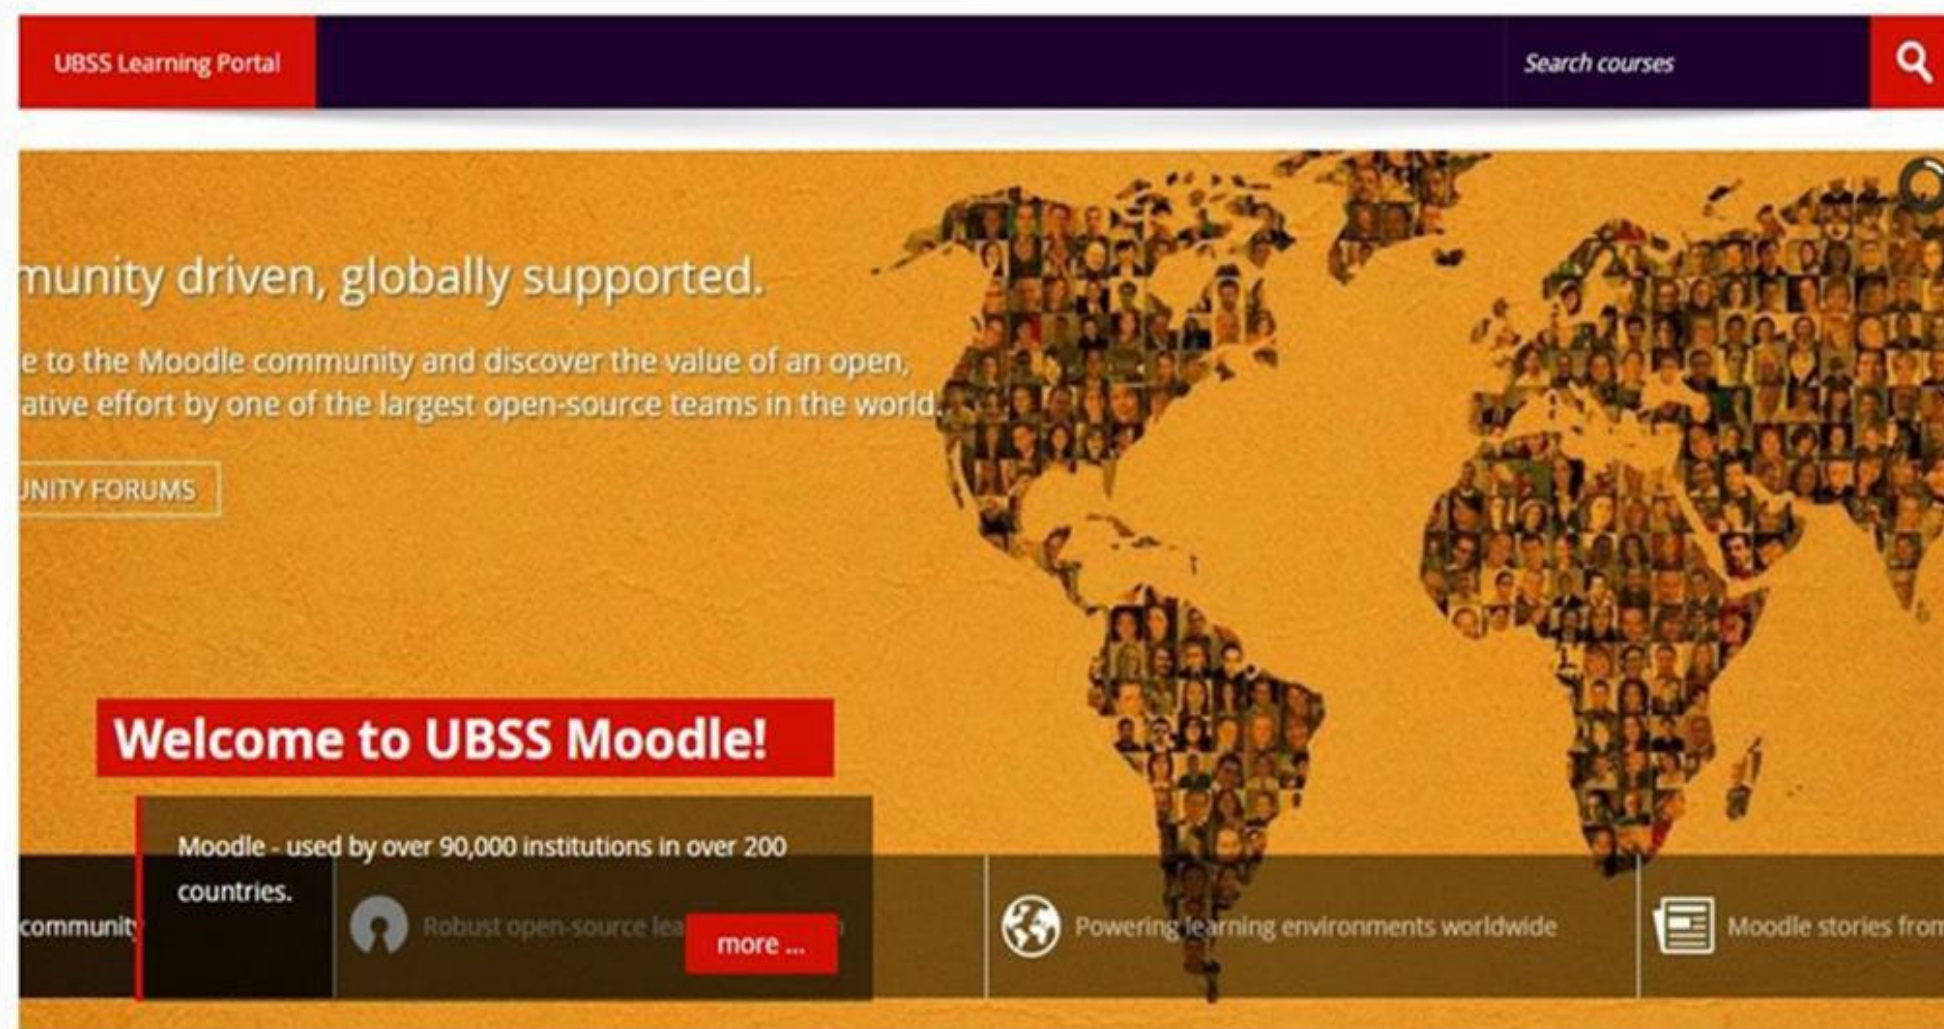 UBSS Learning Portal
Search courses
munity driven, globally supported.
e to the Moodle community and discover the value of an open,
ative effort by one of the largest open-source teams in the world.
UNITY FORUMS
Welcome to UBSS Moodle!
Moodle - used by over 90,000 institutions in over 200
countries.
community
Robust open-source lea
more ...
Powering learning environments worldwide
Moodle stories from